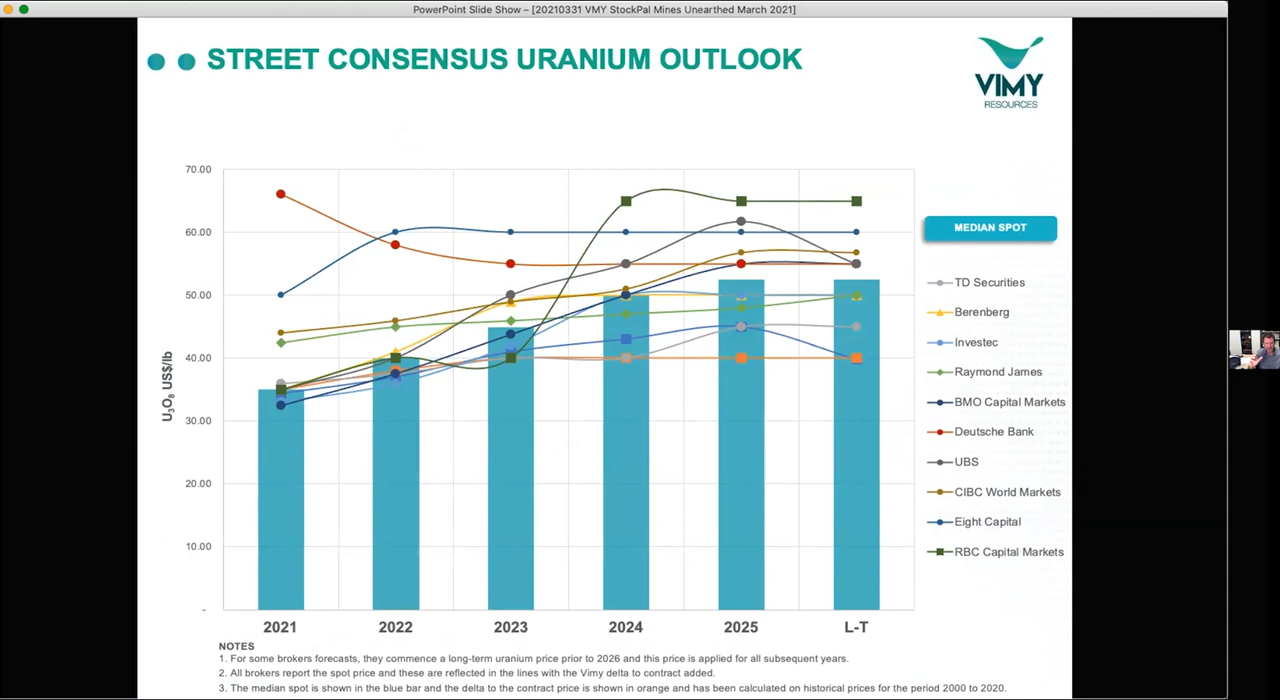 PowerPoint Slide Show – [20210331 VMY StockPal Mines Unearthed March 2021]
STREET CONSENSUS URANIUM OUTLOOK
VIMY
RESOURCES
70.00
60.00
50.00
40.00
30.00
20.00
10.00
-
U₃O₈ US$/lb
2021 2022 2023 2024 2025 L-T
MEDIAN SPOT
TD Securities
Berenberg
Investec
Raymond James
BMO Capital Markets
Deutsche Bank
UBS
CIBC World Markets
Eight Capital
RBC Capital Markets
NOTES
1. For some brokers forecasts, they commence a long-term uranium price prior to 2026 and this price is applied for all subsequent years.
2. All brokers report the spot price and these are reflected in the lines with the Vimy delta to contract added.
3. The median spot is shown in the blue bar and the delta to the contract price is shown in orange and has been calculated on historical prices for the period 2000 to 2020.